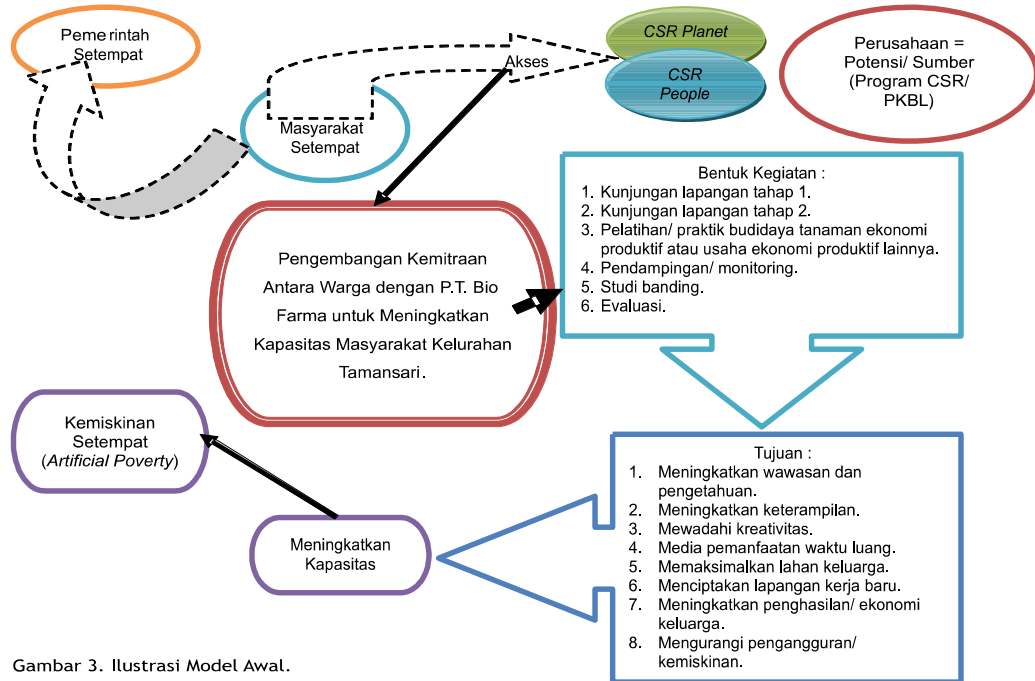 Pemerintah
Setempat
Masyarakat
Setempat
Akses
CSR Planet
CSR
People
Perusahaan =
Potensi/ Sumber
(Program CSR/
PKBL)
Pengembangan Kemitraan
Antara Warga dengan P.T. Bio
Farma untuk Meningkatkan
Kapasitas Masyarakat Kelurahan
Tamansari.
Bentuk Kegiatan :
1. Kunjungan lapangan tahap 1.
2. Kunjungan lapangan tahap 2.
3. Pelatihan/ praktik budidaya tanaman ekonomi
produktif atau usaha ekonomi produktif lainnya.
4. Pendampingan/ monitoring.
5. Studi banding.
6. Evaluasi.
Tujuan :
1. Meningkatkan wawasan dan
pengetahuan.
2. Meningkatkan keterampilan.
3. Mewadahi kreativitas.
4. Media pemanfaatan waktu luang.
5. Memaksimalkan lahan keluarga.
6. Menciptakan lapangan kerja baru.
7. Meningkatkan penghasilan/ ekonomi
keluarga.
8. Mengurangi pengangguran/
kemiskinan.
Meningkatkan
Kapasitas
Kemiskinan
Setempat
(Artificial Poverty)
Gambar 3. Ilustrasi Model Awal.